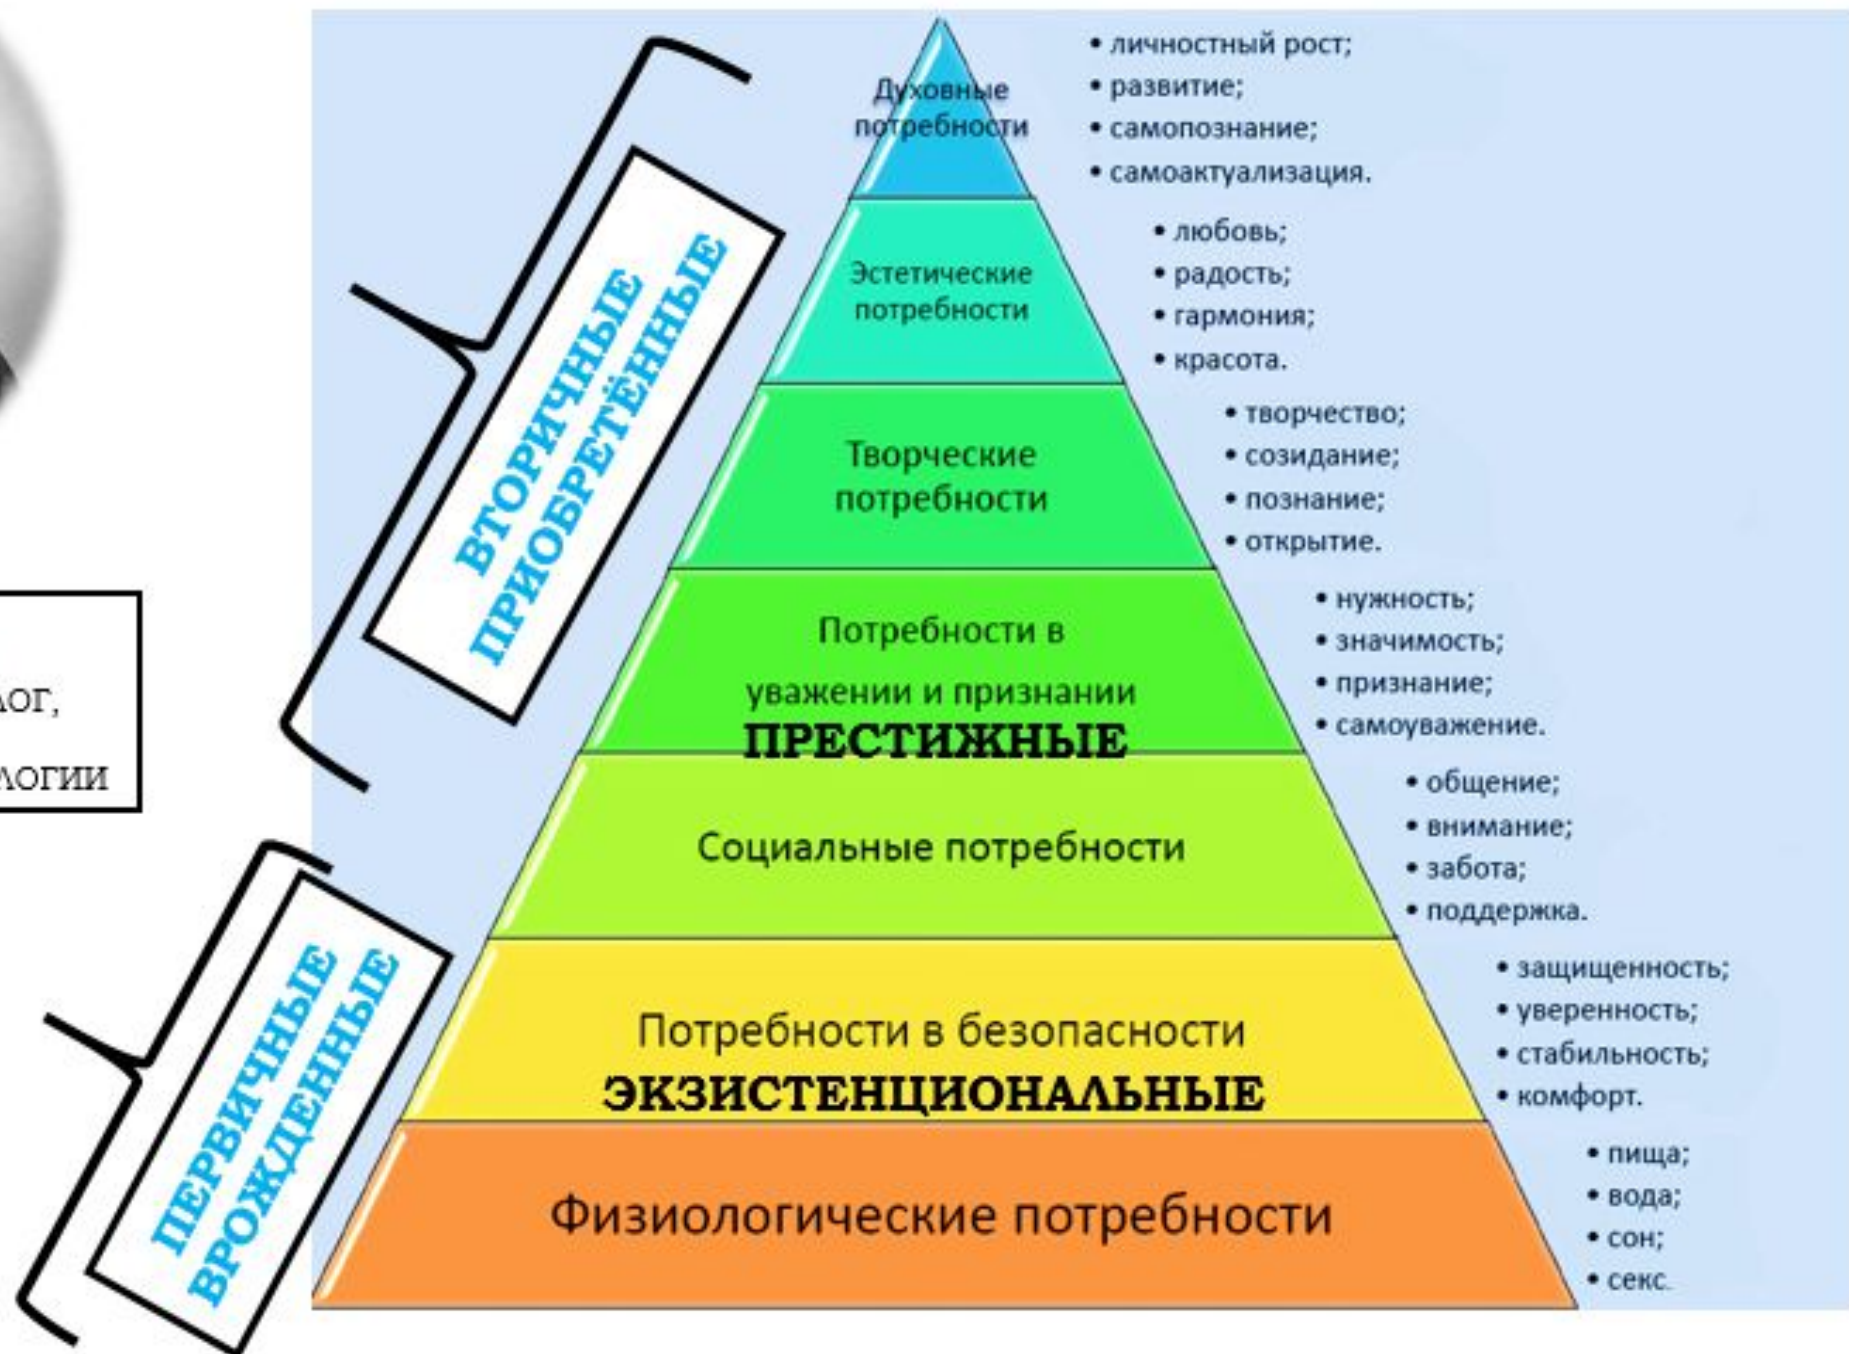 Духовные
потребности
• личностный рост;
• развитие;
• самопознание;
• самоактуализация.
Эстетические
потребности
• любовь;
• радость;
• гармония;
• красота.
Творческие
потребности
• творчество;
• созидание;
• познание;
• открытие.
ВТОРИЧНЫЕ
ПРИОБРЕТЁННЫЕ
Потребности в
уважении и признании
ПРЕСТИЖНЫЕ
• нужность;
• значимость;
• признание;
• самоуважение.
Социальные потребности
• общение;
• внимание;
• забота;
• поддержка.
Потребности в безопасности
ЭКЗИСТЕНЦИОНАЛЬНЫЕ
• защищенность;
• уверенность;
• стабильность;
• комфорт.
ПЕРВИЧНЫЕ
ВРОЖДЕННЫЕ
Физиологические потребности
• пища;
• вода;
• сон;
• секс.